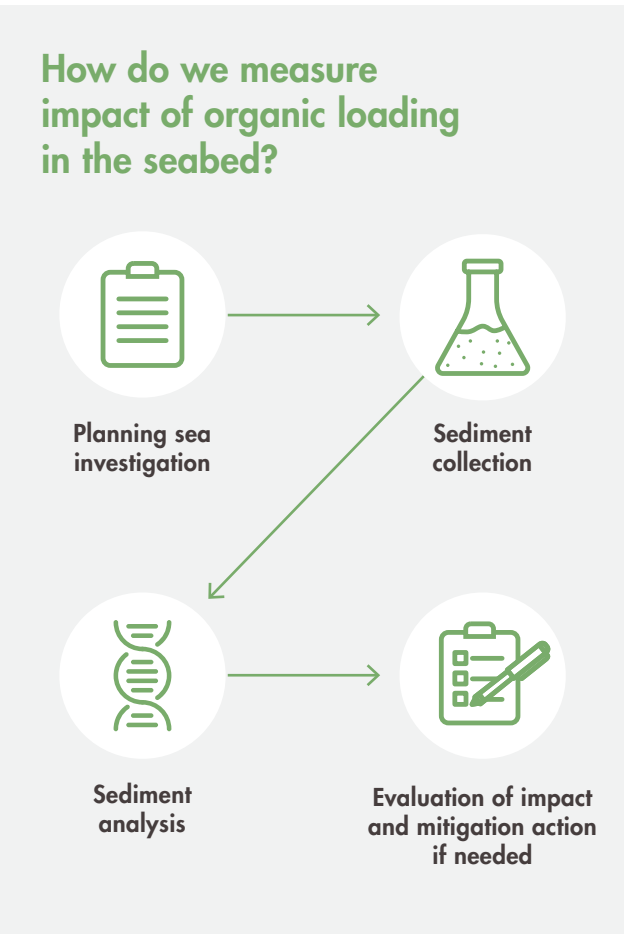 How do we measure
impact of organic loading
in the seabed?
Planning sea
investigation
Sediment
collection
Sediment
analysis
Evaluation of impact
and mitigation action
if needed